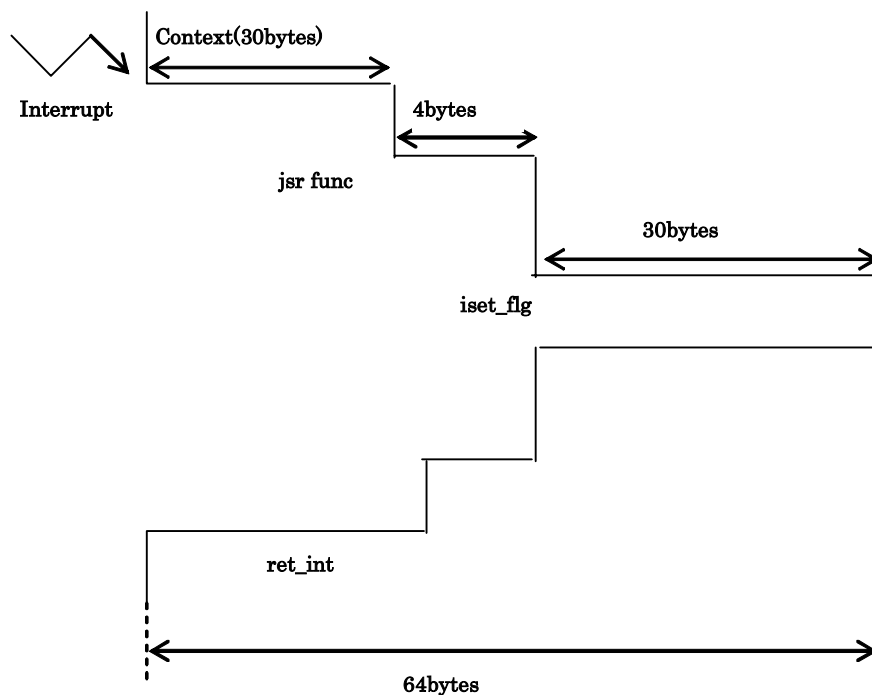 Context(30bytes)
Interrupt
4bytes
jsr func
30bytes
iset_flg
ret_int
64bytes